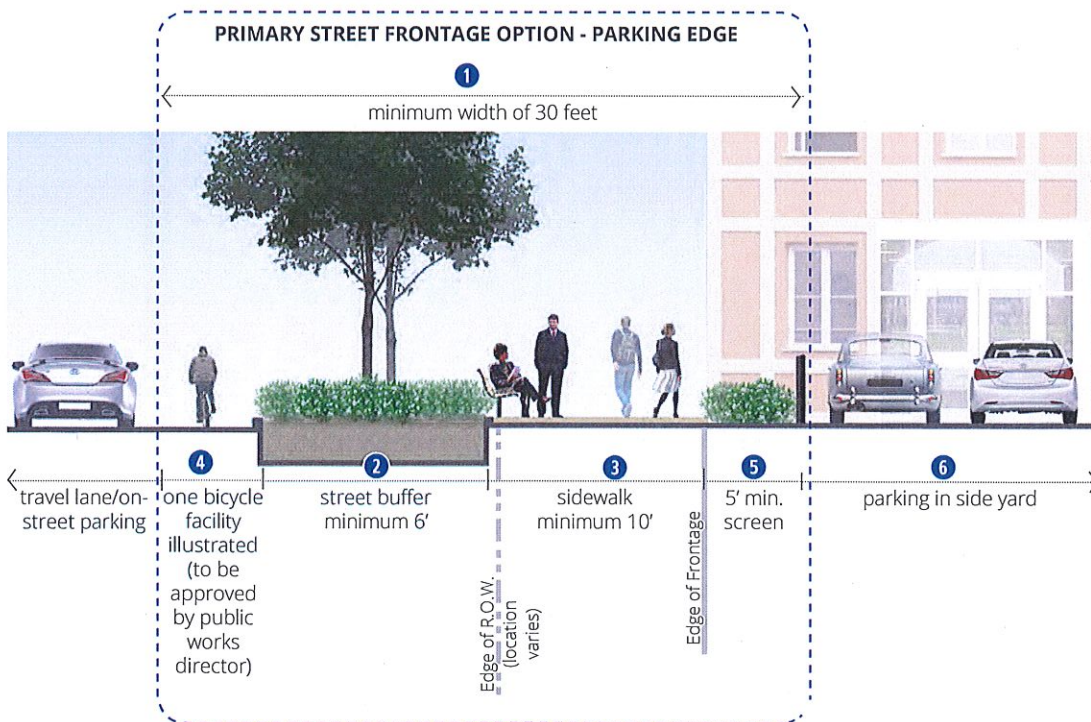 PRIMARY STREET FRONTAGE OPTION - PARKING EDGE
1
minimum width of 30 feet
4
2
3
5
6
travel lane/on-
street parking
one bicycle
facility
illustrated
(to be
approved
by public
works
director)
street buffer
minimum 6'
Edge of R.O.W.
(location
varies)
sidewalk
minimum 10'
Edge of Frontage
5' min.
screen
parking in side yard